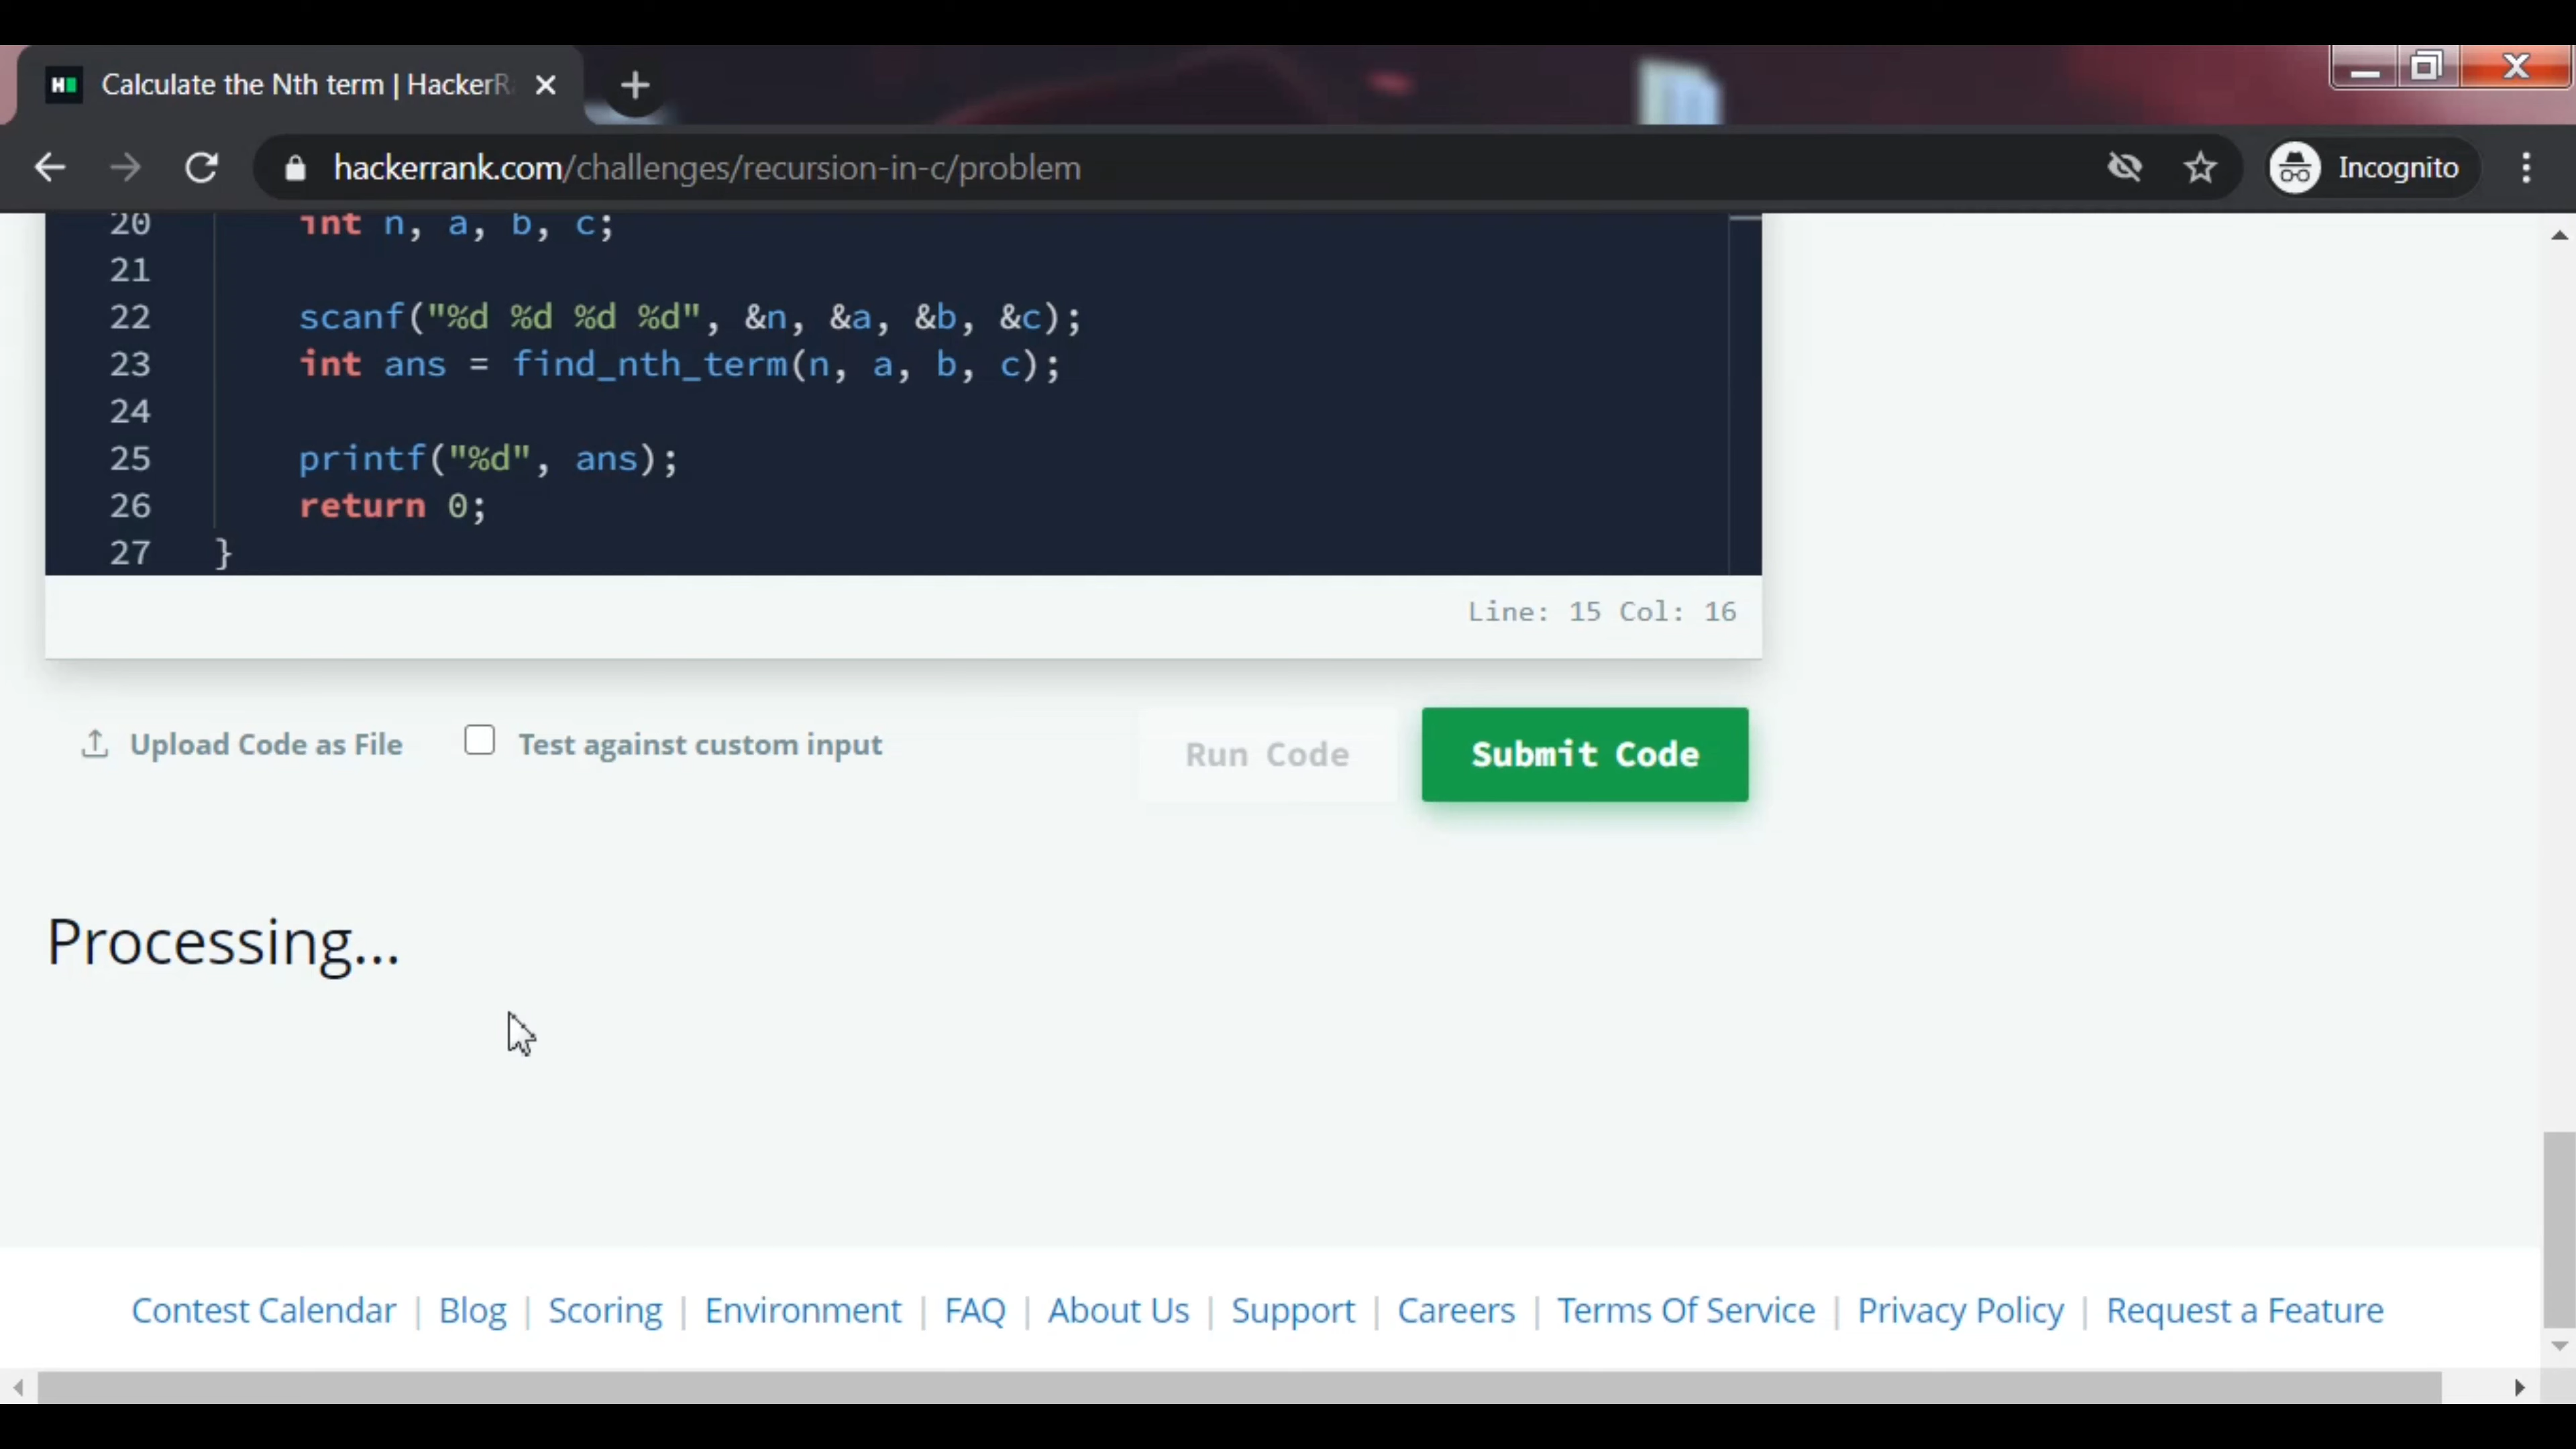 Calculate the Nth term | HackerR
hackerrank.com/challenges/recursion-in-c/problem
Incognito
20 int n, a, b, c;
21
22 scanf("%d %d %d %d", &n, &a, &b, &c);
23 int ans = find_nth_term(n, a, b, c);
24
25 printf("%d", ans);
26 return 0;
27 }
Line: 15 Col: 16
Upload Code as File Test against custom input Run Code Submit Code
Processing...
Contest Calendar | Blog | Scoring | Environment | FAQ | About Us | Support | Careers | Terms Of Service | Privacy Policy | Request a Feature